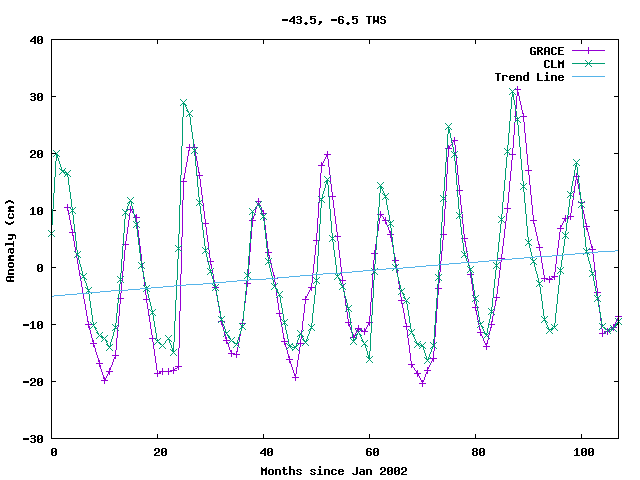 -43.5, -6.5 TWS
GRACE
CLM
Trend Line
40
30
20
10
0
-10
-20
-30
Anomaly (cm)
0 20 40 60 80 100
Months since Jan 2002